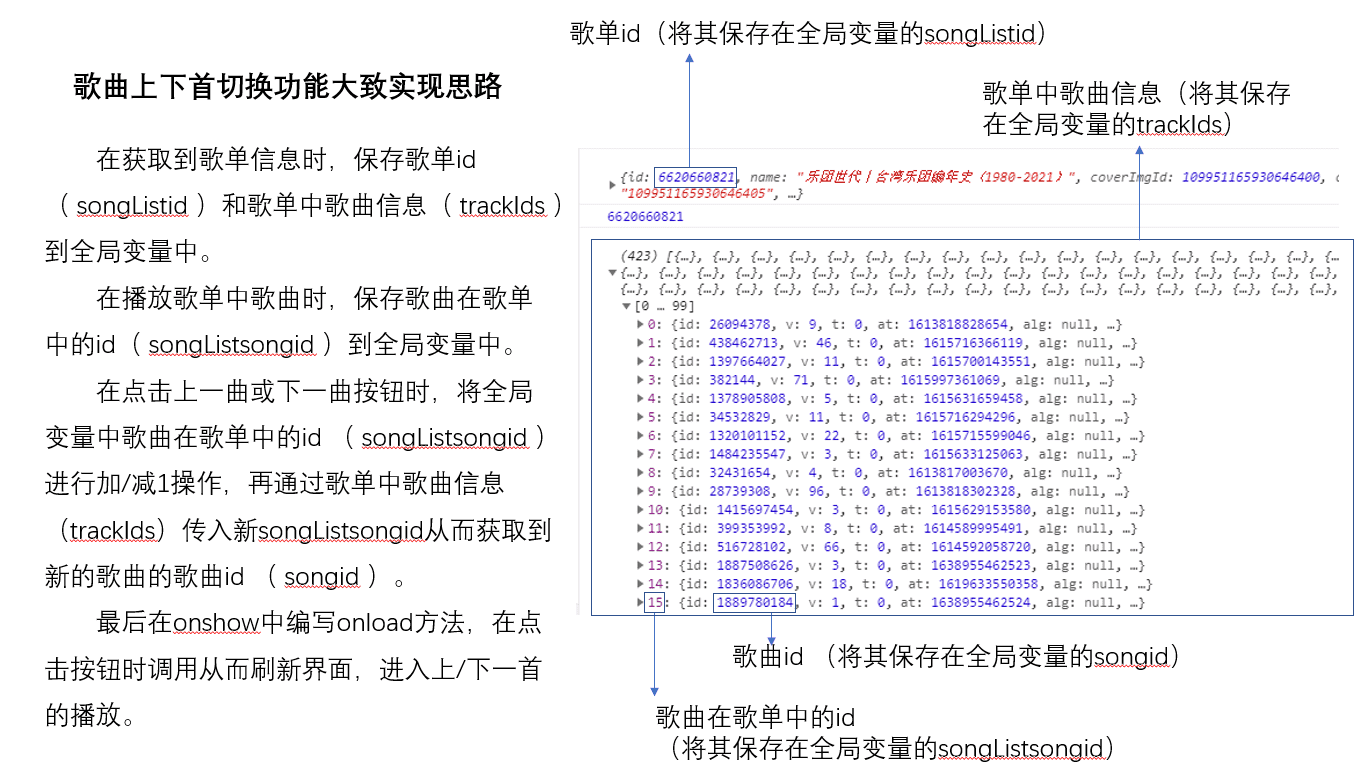 歌曲上下首切换功能大致实现思路
在获取到歌单信息时，保存歌单id
（ songListid ）和歌单中歌曲信息（ trackIds ）
到全局变量中。
在播放歌单中歌曲时，保存歌曲在歌单
中的id（ songListsongid ）到全局变量中。
在点击上一曲或下一曲按钮时，将全局
变量中歌曲在歌单中的id （ songListsongid ）
进行加/减1操作，再通过歌单中歌曲信息
（trackIds）传入新songListsongid从而获取到
新的歌曲的歌曲id （ songid ）。
最后在onshow中编写onload方法，在点
击按钮时调用从而刷新界面，进入上/下一首
的播放。
歌单id（将其保存在全局变量的songListid）
歌单中歌曲信息（将其保存
在全局变量的trackIds）
{id: 6620660821, name: "乐团世代丨台湾乐团编年史（1980-2021）", coverImgId: 109951165930646400, c
"109951165930646405", …}
6620660821
(423) [{…}, {…}, {…}, {…}, {…}, {…}, {…}, {…}, {…}, {…}, {…}, {…}, {…}, {…}, {…}, {…}, {…}, {…
{…}, {…}, {…}, {…}, {…}, {…}, {…}, {…}, {…}, {…}, {…}, {…}, {…}, {…}, {…}, {…}, {…}, {…}, {…},
{…}, {…}, {…}, {…}, {…}, {…}, {…}, {…}, {…}, {…}, {…}, {…}, {…}, {…}, {…}, {…}, {…}, {…}, {…},
[0 … 99]
0: {id: 26094378, v: 9, t: 0, at: 1613818828654, alg: null, …}
1: {id: 438462713, v: 46, t: 0, at: 1615716366119, alg: null, …}
2: {id: 1397664027, v: 11, t: 0, at: 1615700143551, alg: null, …}
3: {id: 382144, v: 71, t: 0, at: 1615997361069, alg: null, …}
4: {id: 1378905808, v: 5, t: 0, at: 1615631659458, alg: null, …}
5: {id: 34532829, v: 11, t: 0, at: 1615716294296, alg: null, …}
6: {id: 1320101152, v: 22, t: 0, at: 1615715599046, alg: null, …}
7: {id: 1484235547, v: 3, t: 0, at: 1615633125063, alg: null, …}
8: {id: 32431654, v: 4, t: 0, at: 1613817003670, alg: null, …}
9: {id: 28739308, v: 96, t: 0, at: 1613818302328, alg: null, …}
10: {id: 1415697454, v: 3, t: 0, at: 1615629153580, alg: null, …}
11: {id: 399353992, v: 8, t: 0, at: 1614589995491, alg: null, …}
12: {id: 516728102, v: 66, t: 0, at: 1614592058720, alg: null, …}
13: {id: 1887508626, v: 3, t: 0, at: 1638955462523, alg: null, …}
14: {id: 1836086706, v: 18, t: 0, at: 1619633550358, alg: null, …}
15: {id: 1889780184, v: 1, t: 0, at: 1638955462524, alg: null, …}
歌曲id （将其保存在全局变量的songid）
歌曲在歌单中的id
（将其保存在全局变量的songListsongid）